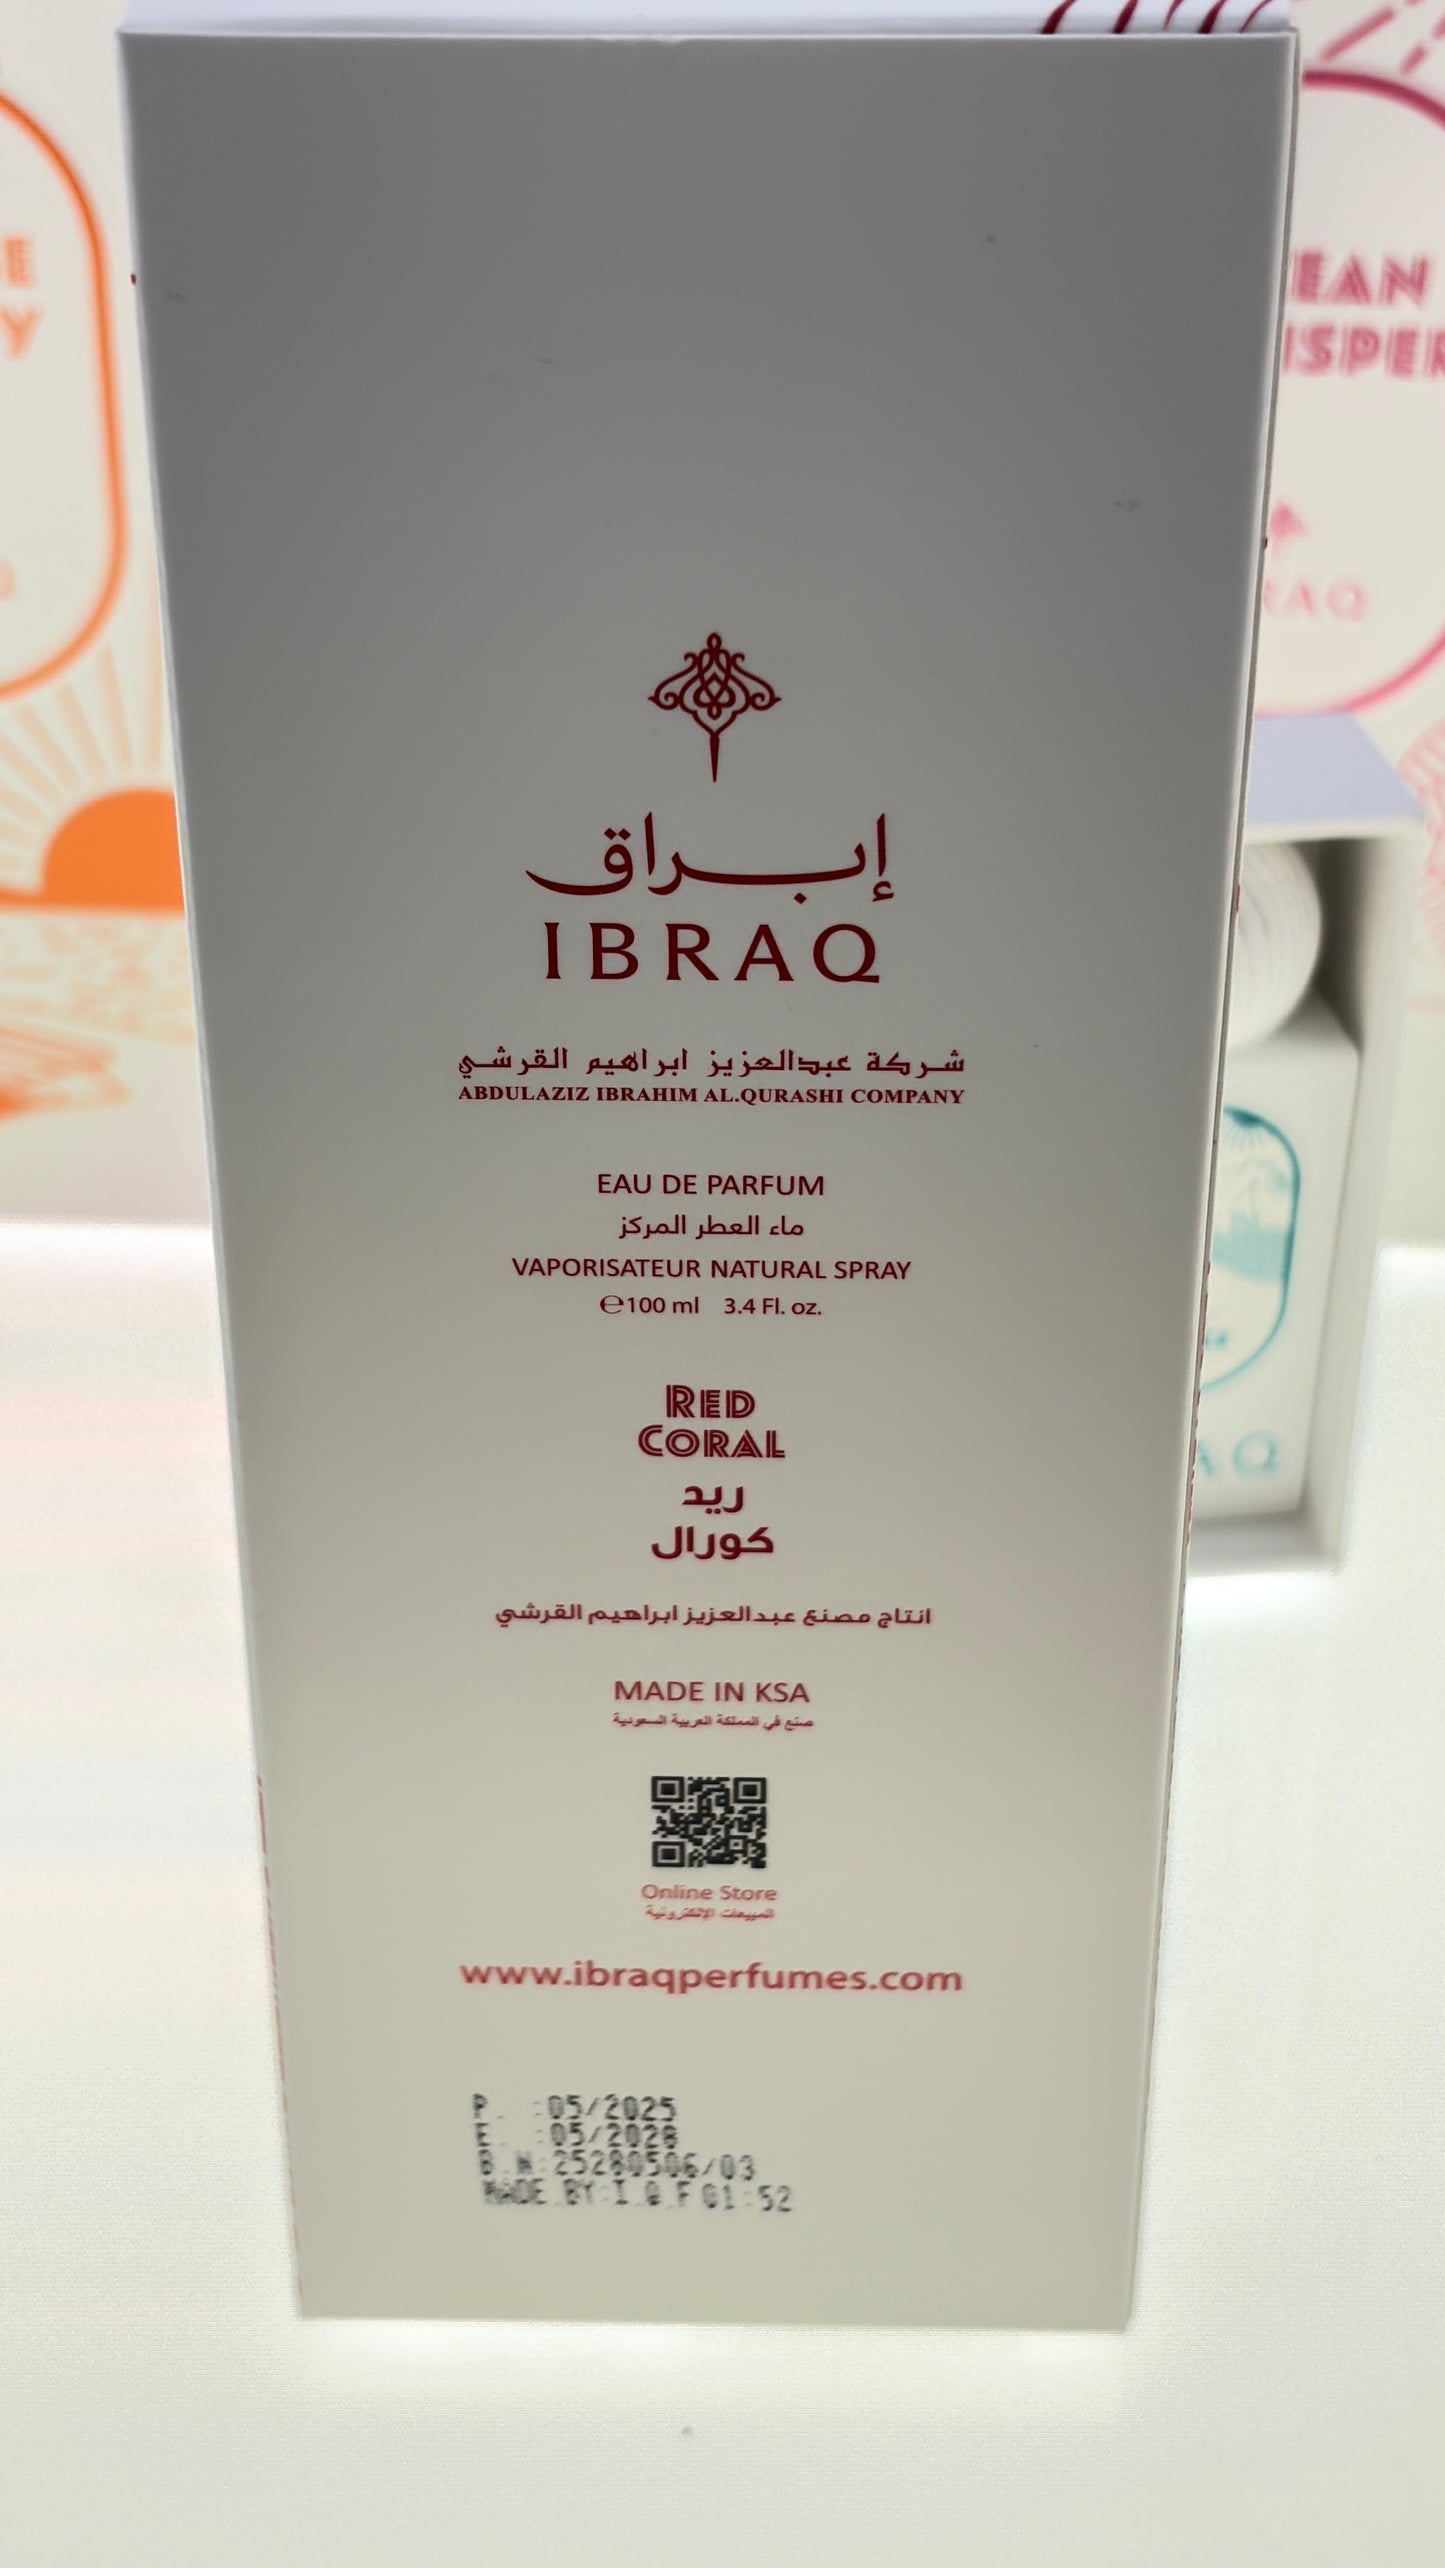 إبراق
IBRAQ
شركة عبدالعزيز ابراهيم القرشي
ABDULAZIZ IBRAHIM AL.QURASHI COMPANY
EAU DE PARFUM
ماء العطر المركز
VAPORISATEUR NATURAL SPRAY
℮100 ml 3.4 Fl. oz.
RED
CORAL
ريد
كورال
انتاج مصنع عبدالعزيز ابراهيم القرشي
MADE IN KSA
صنع في المملكة العربية السعودية
Online Store
المبيعات الإلكترونية
www.ibraqperfumes.com
P. :05/2025
E. :05/2028
B.N:25280506/03
MADE BY:I.Q.F 01:52
RAQ